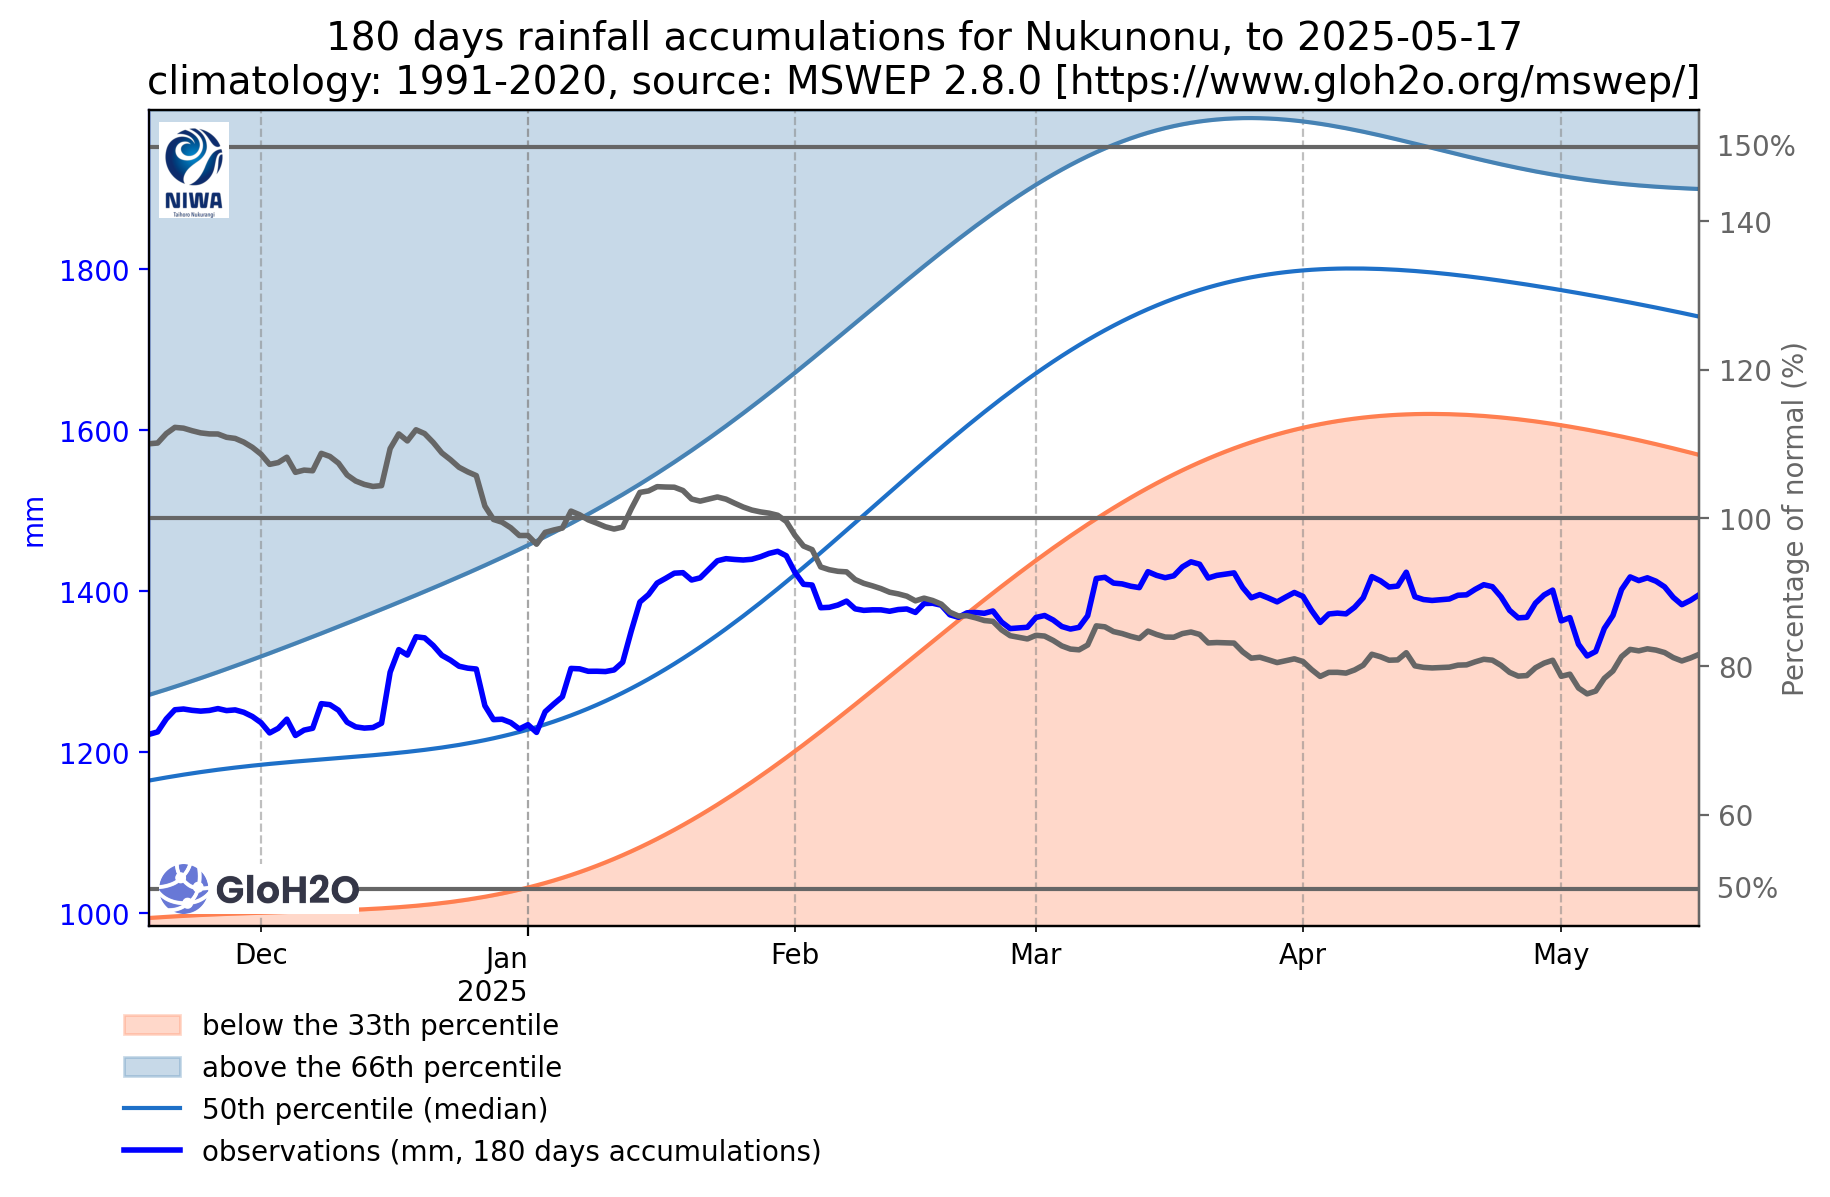 180 days rainfall accumulations for Nukunonu, to 2025-05-17
climatology: 1991-2020, source: MSWEP 2.8.0 [https://www.gloh2o.org/mswep/]
NIWA
Taihoro Nukurangi
150%
140
1800
120
1600
Percentage of normal (%)
mm
100
1400
80
1200
60
GloH2O
50%
1000
Dec
Jan
2025
Feb
Mar
Apr
May
below the 33th percentile
above the 66th percentile
50th percentile (median)
observations (mm, 180 days accumulations)